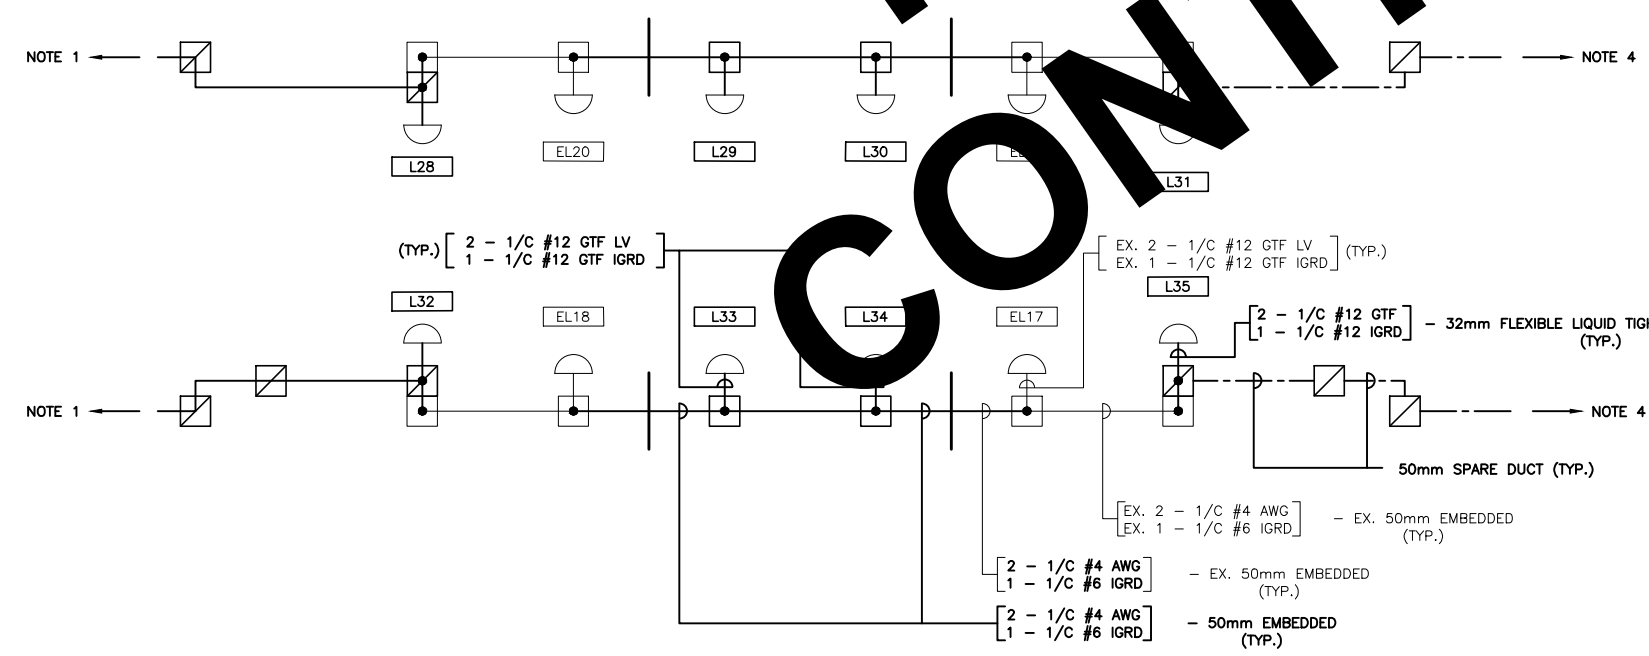 NOTE 1
NOTE 4
L28
EL20
L29
L30
L31
(TYP.)
2 - 1/C #12 GTF LV
1 - 1/C #12 GTF IGRD
EX. 2 - 1/C #12 GTF LV
EX. 1 - 1/C #12 GTF IGRD
(TYP.)
L32
EL18
L33
L34
EL17
L35
2 - 1/C #12 GTF
1 - 1/C #12 IGRD
- 32mm FLEXIBLE LIQUID
(TYP.)
NOTE 1
NOTE 4
50mm SPARE DUCT (TYP.)
EX. 2 - 1/C #4 AWG
EX. 1 - 1/C #6 IGRD
- EX. 50mm EMBEDDED
(TYP.)
2 - 1/C #4 AWG
1 - 1/C #6 IGRD
- EX. 50mm EMBEDDED
(TYP.)
2 - 1/C #4 AWG
1 - 1/C #6 IGRD
- 50mm EMBEDDED
(TYP.)